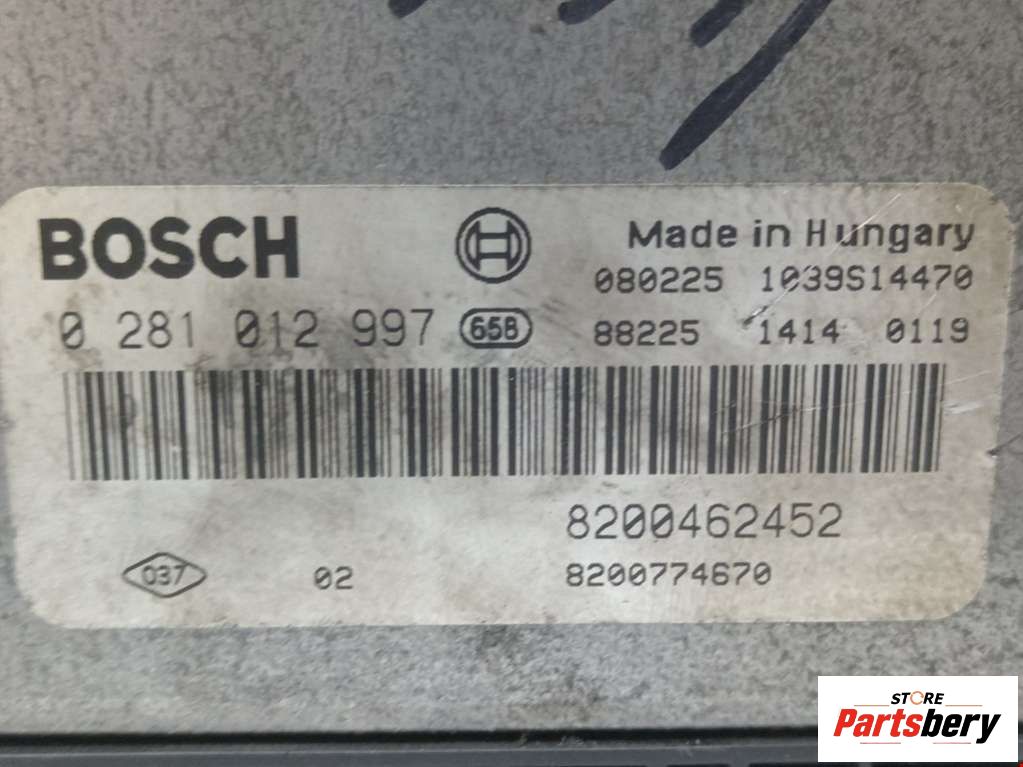 BOSCH
Made in Hungary
080225 1039S14470
0 281 012 997 65B
88225 1414 0119
8200462452
037 02 8200774670
STORE
Partsbery